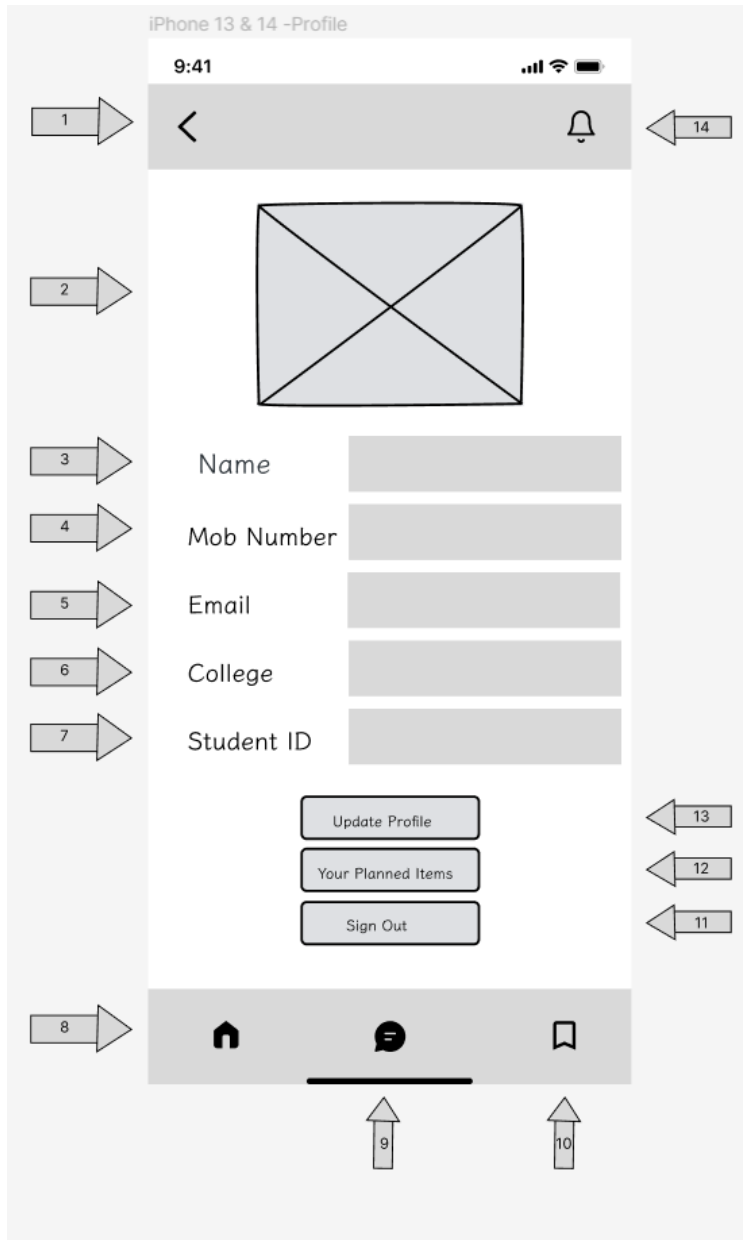 iPhone 13 & 14 -Profile
9:41
1
14
2
3
Name
4
Mob Number
5
Email
6
College
7
Student ID
Update Profile
13
Your Planned Items
12
Sign Out
11
8
9
10